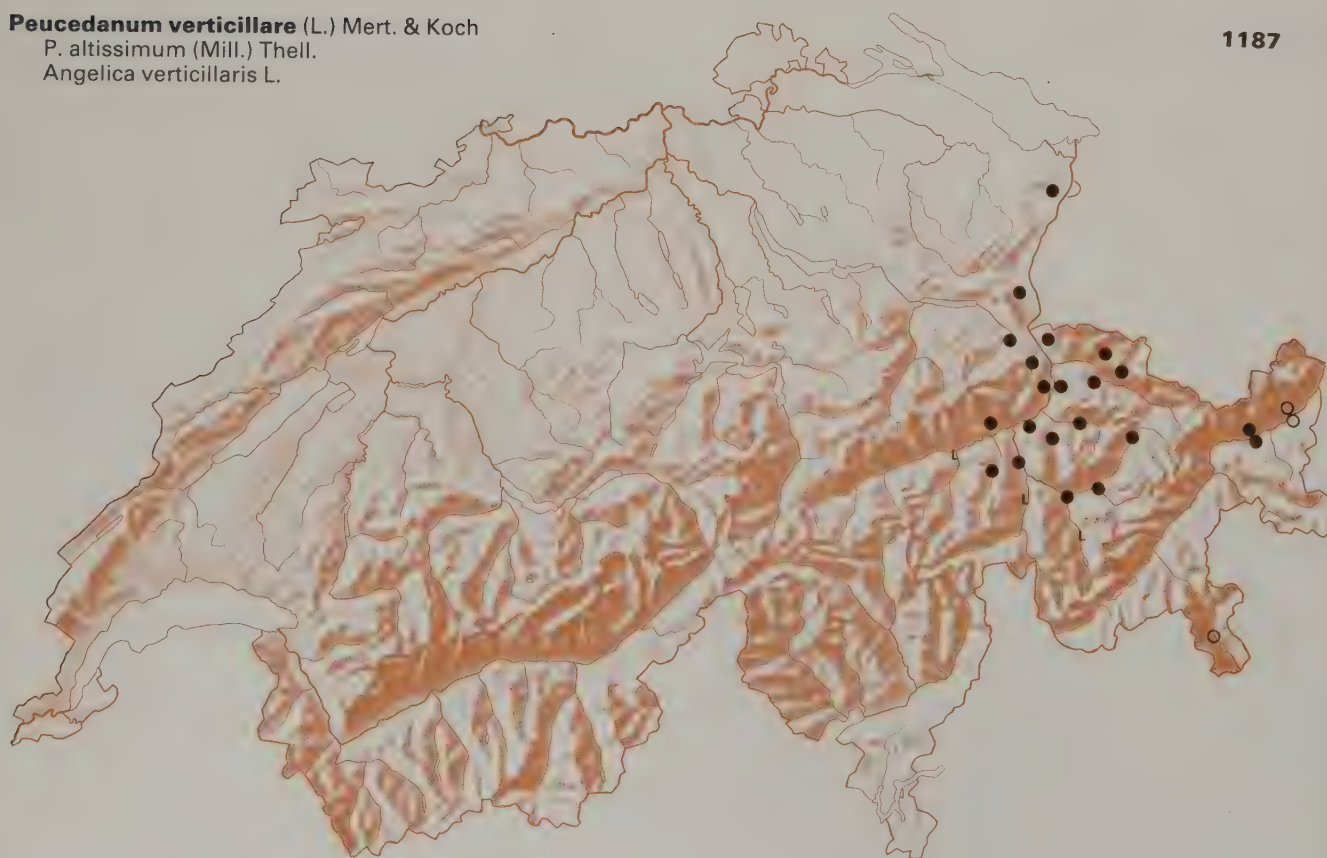 Peucedanum verticillare (L.) Mert. & Koch
P. altissimum (Mill.) Thell.
Angelica verticillaris L.
1187
L
L
L